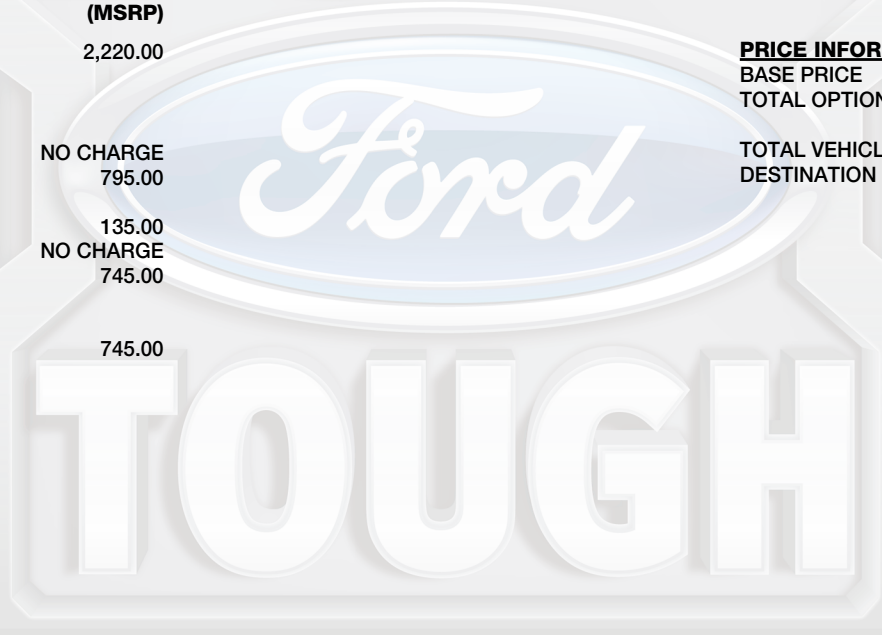 (MSRP)
2,220.00
NO CHARGE
795.00
135.00
NO CHARGE
745.00
745.00
PRICE INFOR
BASE PRICE
TOTAL OPTION
TOTAL VEHICL
DESTINATION
Ford
TOUGH